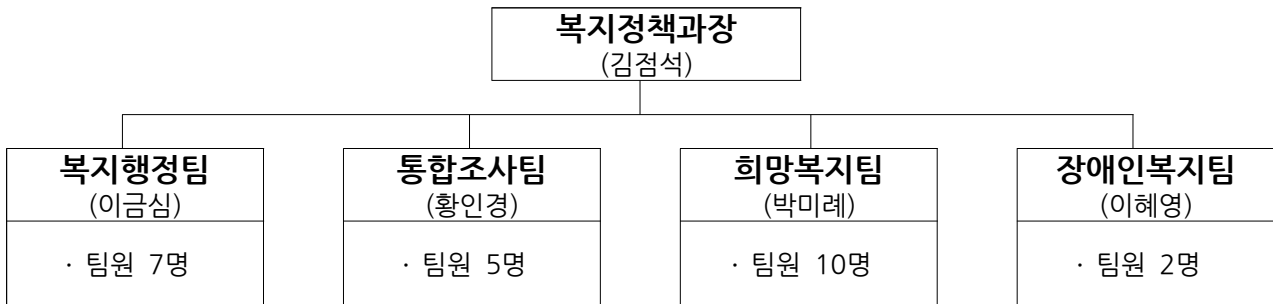 복지정책과장
(김점석)
복지행정팀
(이금심)
· 팀원 7명
통합조사팀
(황인경)
· 팀원 5명
희망복지팀
(박미례)
· 팀원 10명
장애인복지팀
(이혜영)
· 팀원 2명